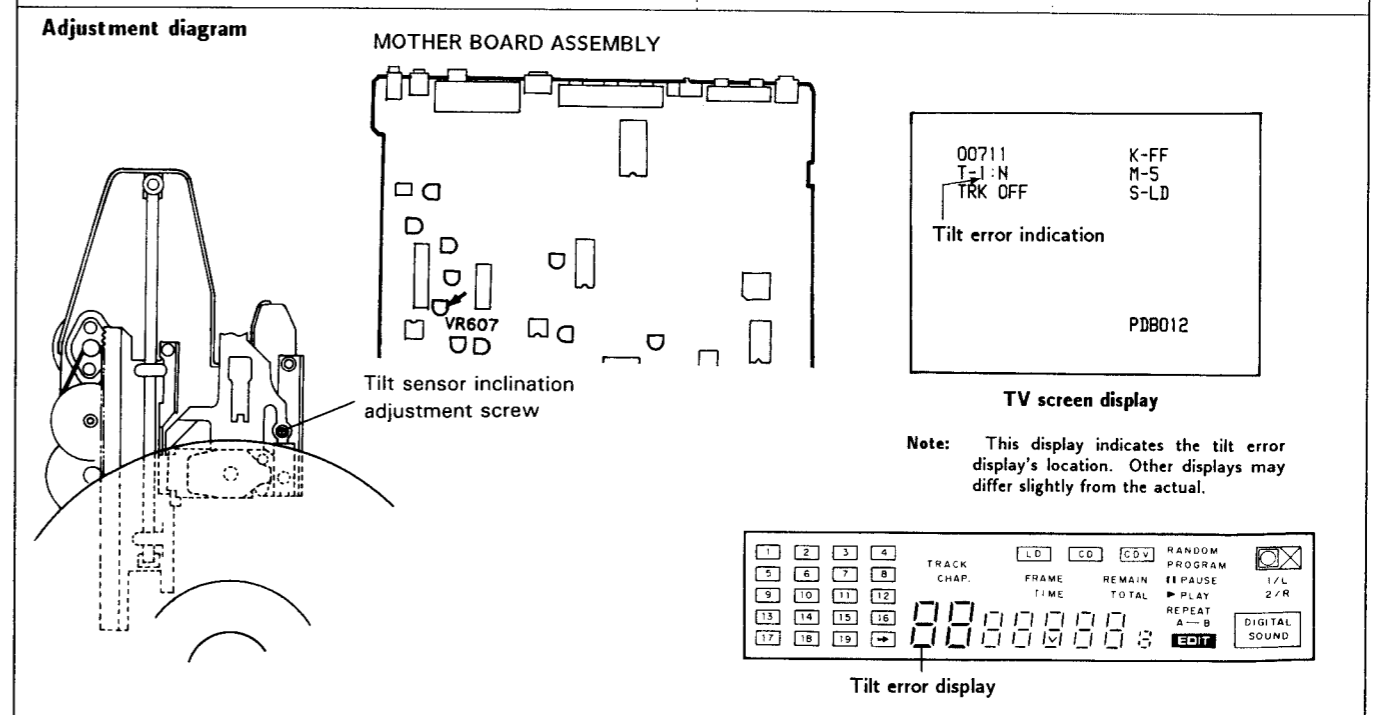 Adjustment diagram
MOTHER BOARD ASSEMBLY
VR607
Tilt sensor inclination
adjustment screw
00711 K-FF
T-1:N M-5
TRK OFF S-LD
Tilt error indication
PDB012
TV screen display
Note: This display indicates the tilt error
display's location. Other displays may
differ slightly from the actual.
1 2 3 4
5 6 7 8
9 10 11 12
13 14 15 16
17 18 19
TRACK
CHAP.
LD CD CDV
FRAME REMAIN
TIME TOTAL
RANDOM
PROGRAM
PAUSE
PLAY
REPEAT
A — B
EDIT
1/L
2/R
DIGITAL
SOUND
Tilt error display